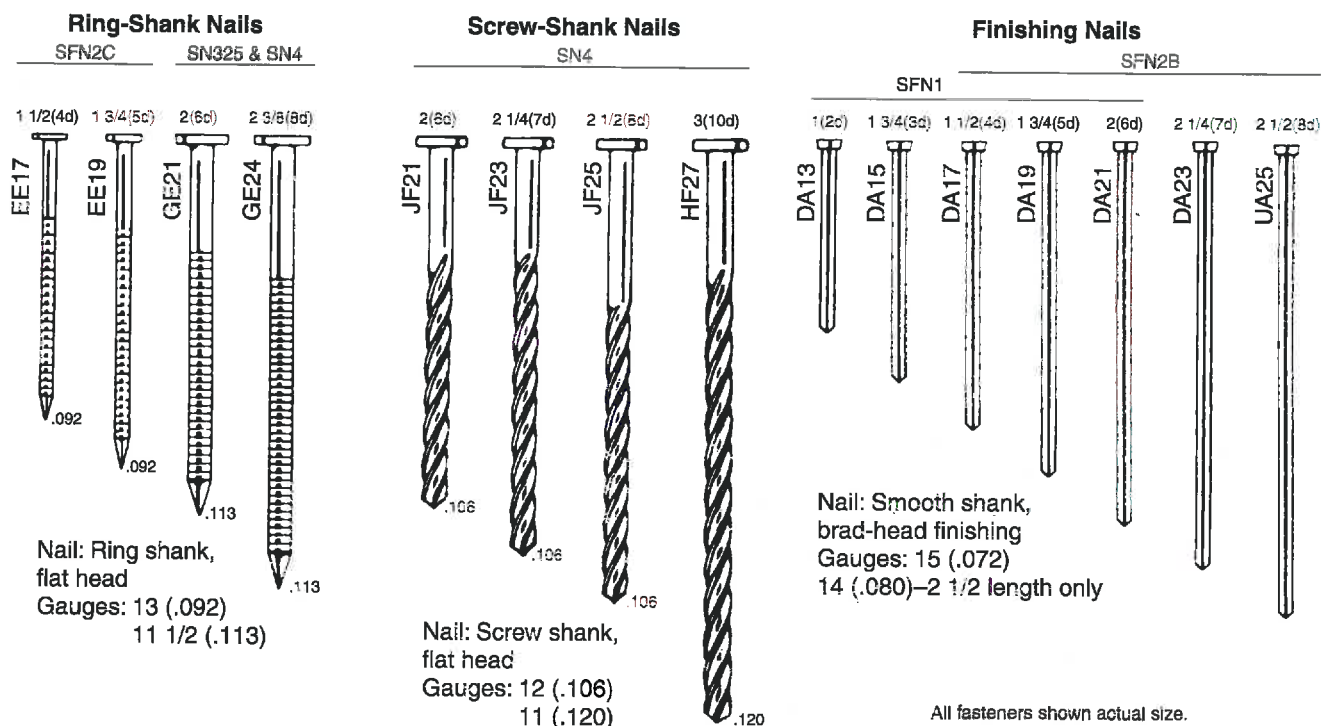 Ring-Shank Nails
SFN2C
SN325 & SN4
1 1/2(4d)
1 3/4(5d)
2(6d)
2 3/8(8d)
EE17
EE19
GE21
GE24
.092
.092
.113
.113
Nail: Ring shank,
flat head
Gauges: 13 (.092)
11 1/2 (.113)
Screw-Shank Nails
SN4
2(6d)
2 1/4(7d)
2 1/2(8d)
3(10d)
JF21
JF23
JF25
HF27
.106
.106
.106
.120
Nail: Screw shank,
flat head
Gauges: 12 (.106)
11 (.120)
Finishing Nails
SFN2B
SFN1
1(2d)
1 3/4(3d)
1 1/2(4d)
1 3/4(5d)
2(6d)
2 1/4(7d)
2 1/2(8d)
DA13
DA15
DA17
DA19
DA21
DA23
UA25
Nail: Smooth shank,
brad-head finishing
Gauges: 15 (.072)
14 (.080)–2 1/2 length only
All fasteners shown actual size.